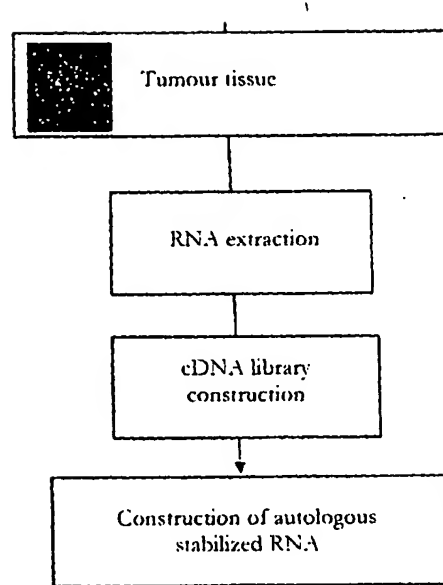 Tumour tissue
RNA extraction
cDNA library
construction
Construction of autologous
stabilized RNA